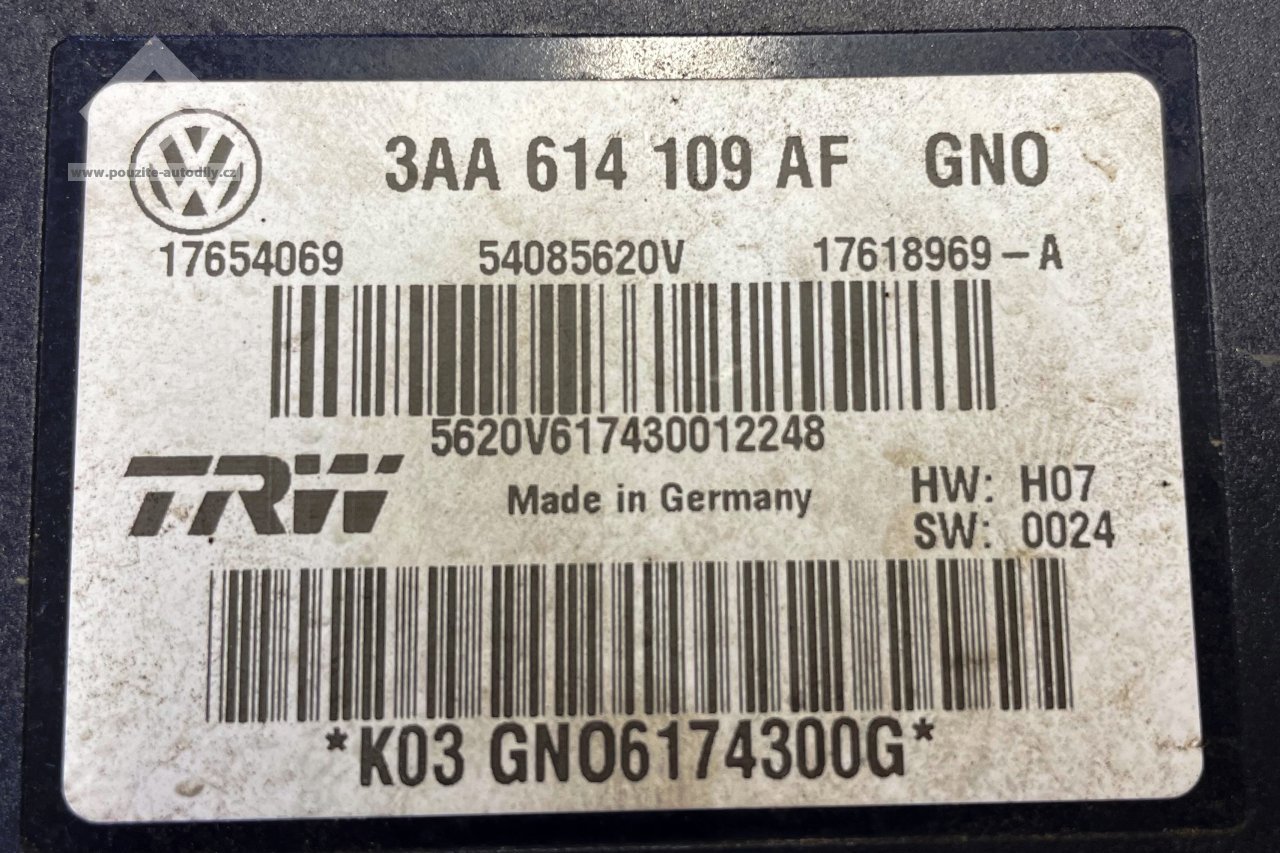 3AA 614 109 AF GNO
www.pouzite-autodily.cz
17654069 54085620V 17618969-A
5620V617430012248
TRW
Made in Germany
HW: H07
SW: 0024
*K03 GNO6174300G*